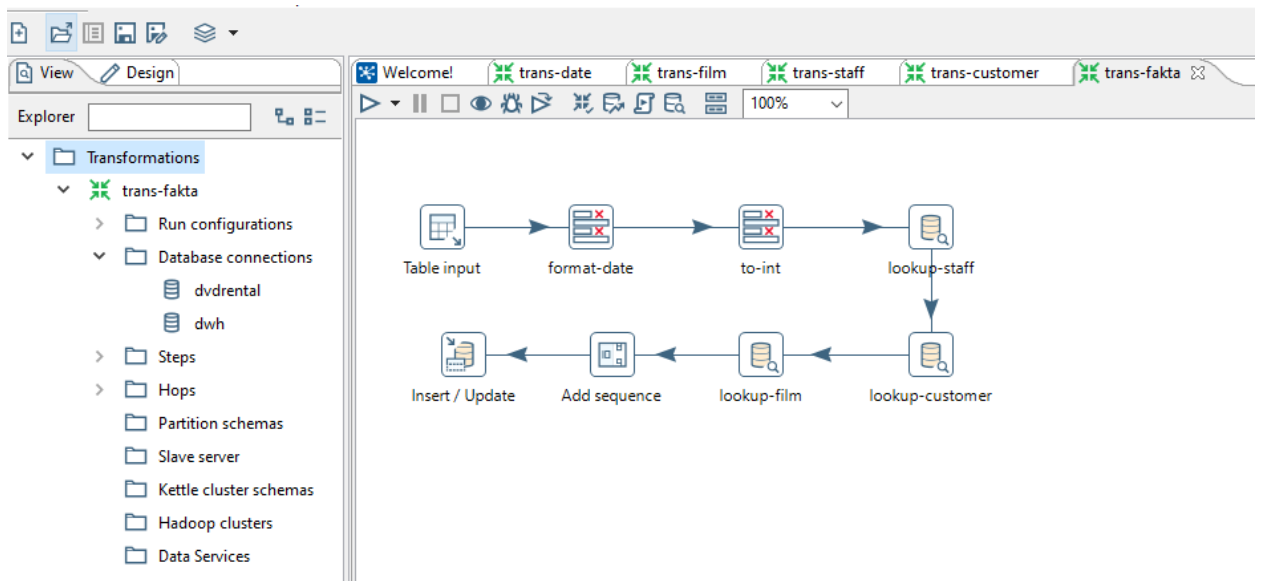 View
Design
Welcome!
trans-date
trans-film
trans-staff
trans-customer
trans-fakta
Explorer
100%
Transformations
trans-fakta
Run configurations
Database connections
dvdrental
dwh
Steps
Hops
Partition schemas
Slave server
Kettle cluster schemas
Hadoop clusters
Data Services
Table input
format-date
to-int
lookup-staff
Insert / Update
Add sequence
lookup-film
lookup-customer